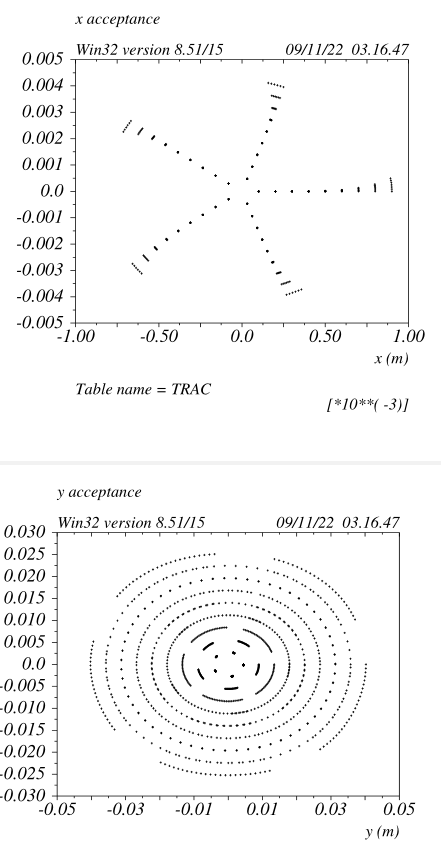 x acceptance
Win32 version 8.51/15 09/11/22 03.16.47
0.005
0.004
0.003
0.002
0.001
0.0
-0.001
-0.002
-0.003
-0.004
-0.005
-1.00 -0.50 0.0 0.50 1.00
x (m)
Table name = TRAC
[*10**( -3)]
y acceptance
Win32 version 8.51/15 09/11/22 03.16.47
0.030
0.025
0.020
0.015
0.010
0.005
0.0
-0.005
-0.010
-0.015
-0.020
-0.025
-0.030
-0.05 -0.03 -0.01 0.01 0.03 0.05
y (m)